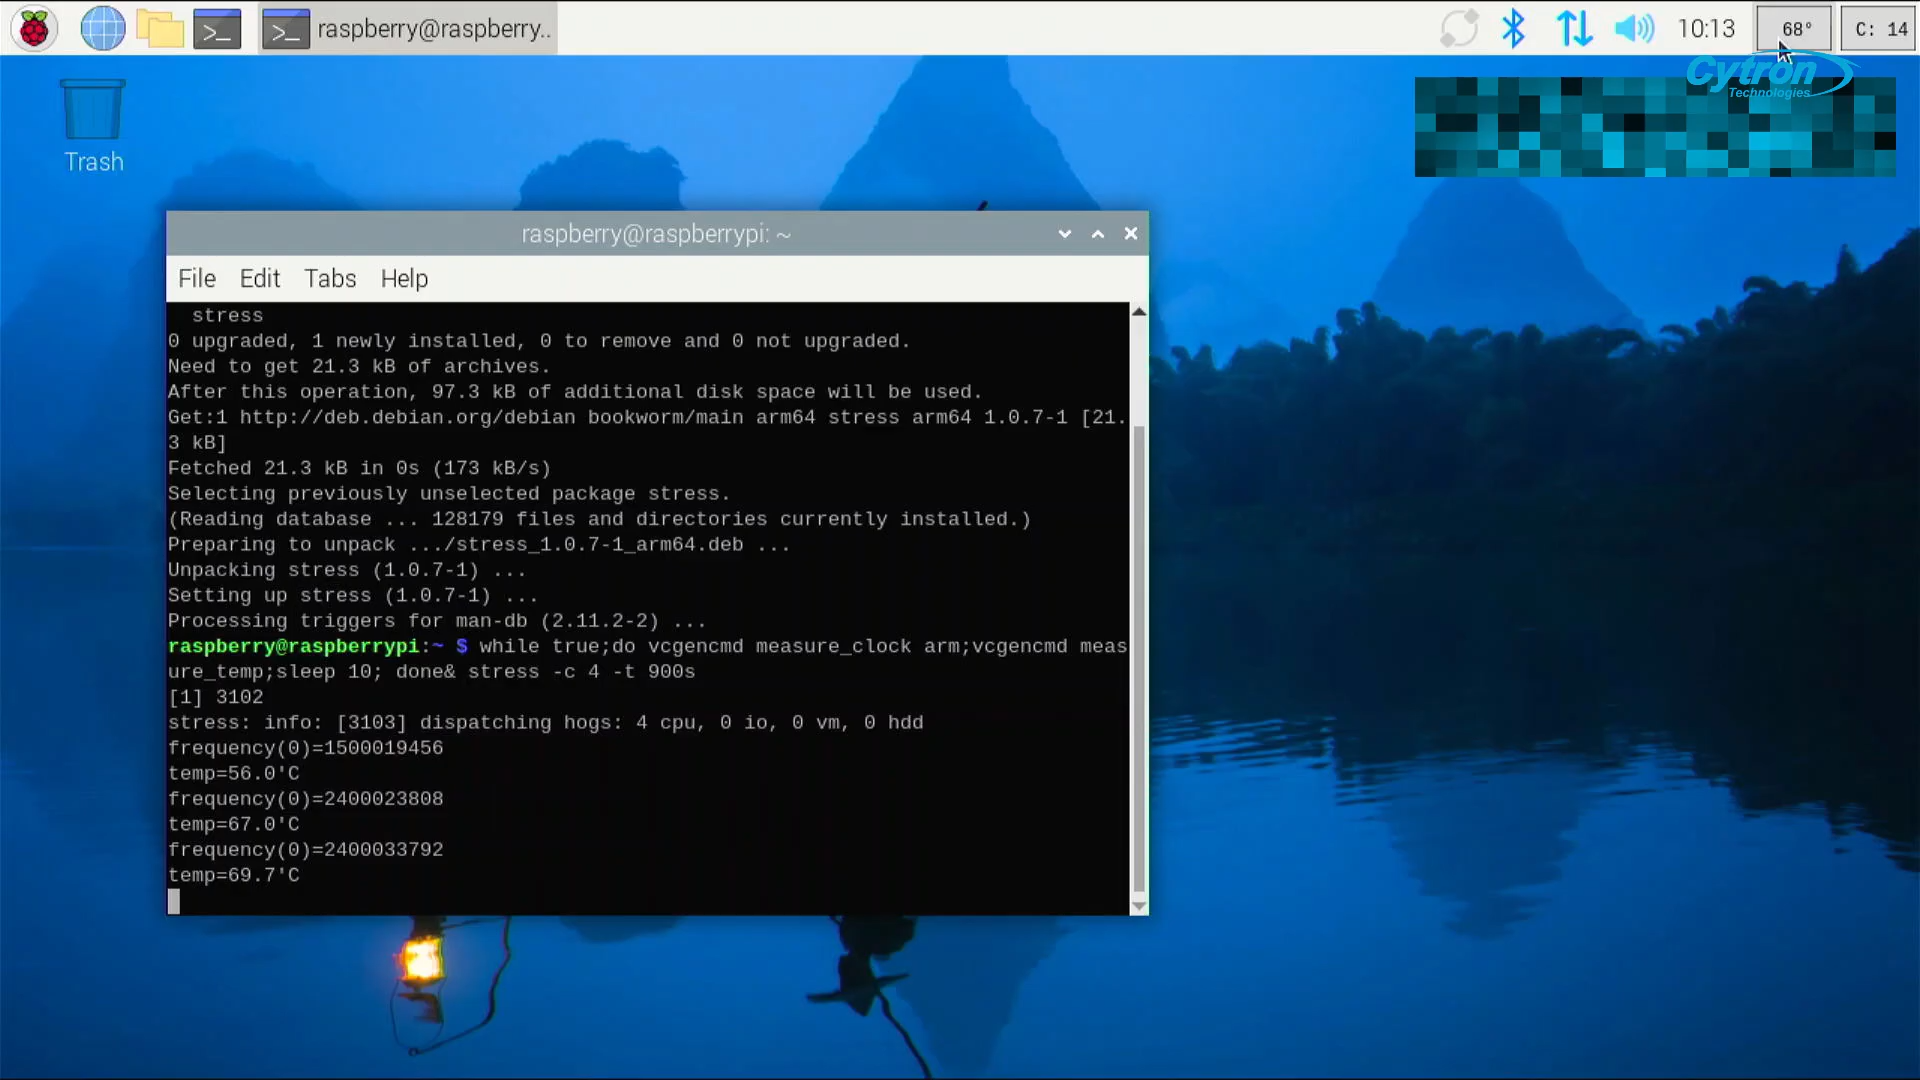 raspberry@raspberry..
10:13
68°
C: 14
Cytron
Technologies
Trash
raspberry@raspberrypi: ~
File Edit Tabs Help
stress
0 upgraded, 1 newly installed, 0 to remove and 0 not upgraded.
Need to get 21.3 kB of archives.
After this operation, 97.3 kB of additional disk space will be used.
Get:1 http://deb.debian.org/debian bookworm/main arm64 stress arm64 1.0.7-1 [21.
3 kB]
Fetched 21.3 kB in 0s (173 kB/s)
Selecting previously unselected package stress.
(Reading database ... 128179 files and directories currently installed.)
Preparing to unpack .../stress_1.0.7-1_arm64.deb ...
Unpacking stress (1.0.7-1) ...
Setting up stress (1.0.7-1) ...
Processing triggers for man-db (2.11.2-2) ...
raspberry@raspberrypi:~ $ while true;do vcgencmd measure_clock arm;vcgencmd meas
ure_temp;sleep 10; done& stress -c 4 -t 900s
[1] 3102
stress: info: [3103] dispatching hogs: 4 cpu, 0 io, 0 vm, 0 hdd
frequency(0)=1500019456
temp=56.0'C
frequency(0)=2400023808
temp=67.0'C
frequency(0)=2400033792
temp=69.7'C